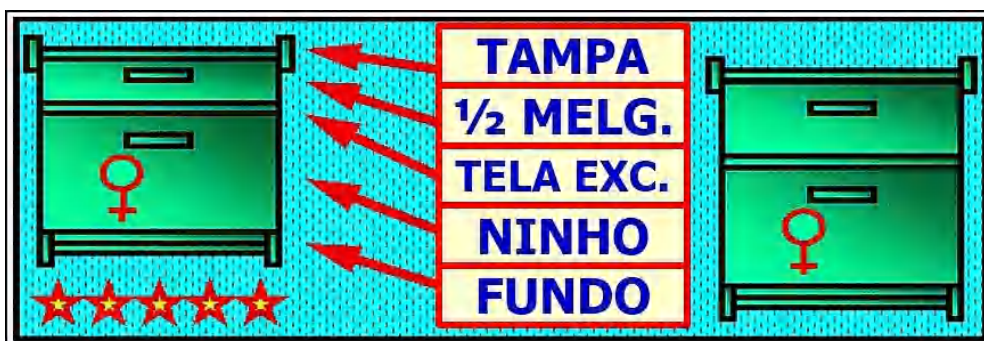 TAMPA
½ MELG.
TELA EXC.
NINHO
FUNDO